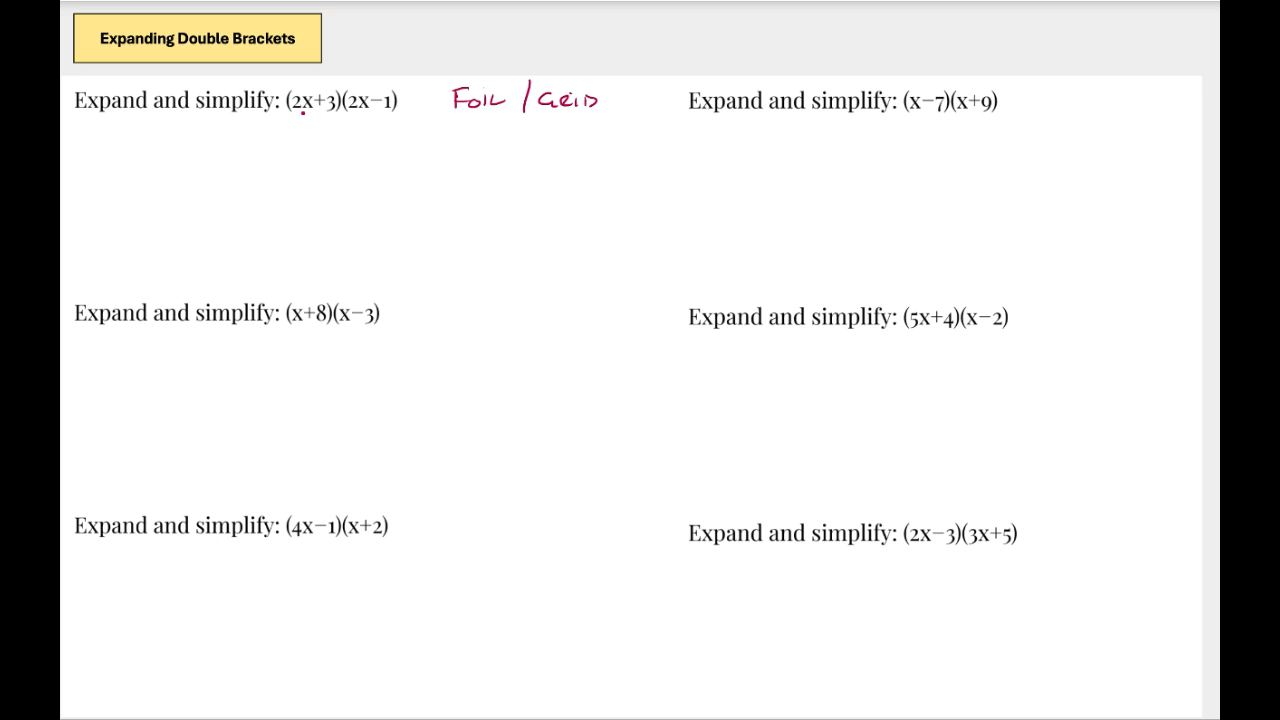 Expanding Double Brackets
Expand and simplify: (2x+3)(2x−1) FOIL / GRID
Expand and simplify: (x−7)(x+9)
Expand and simplify: (x+8)(x−3)
Expand and simplify: (5x+4)(x−2)
Expand and simplify: (4x−1)(x+2)
Expand and simplify: (2x−3)(3x+5)